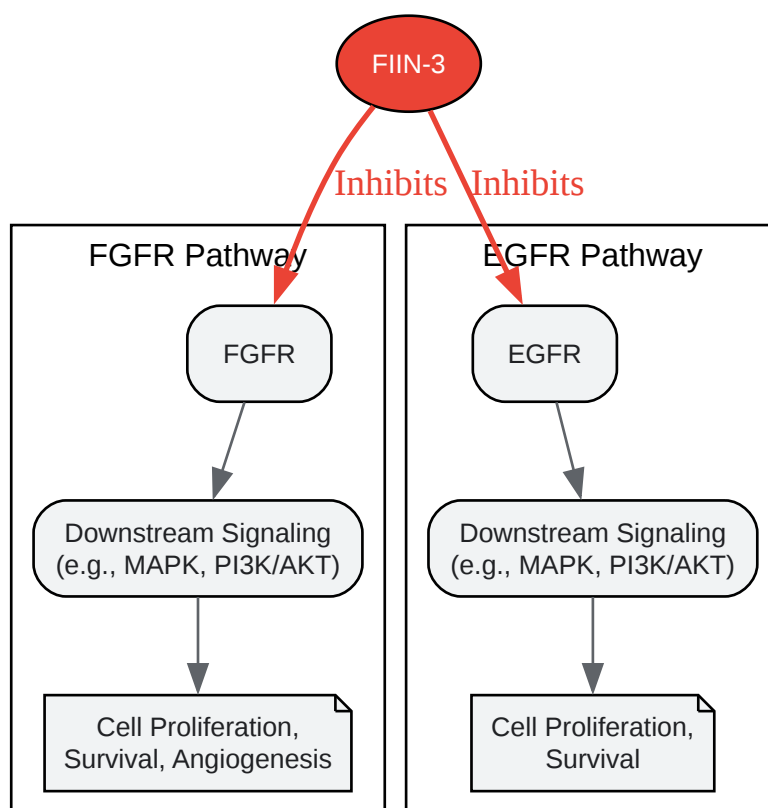 FIIN-3
Inhibits
Inhibits
FGFR Pathway
EGFR Pathway
FGFR
EGFR
Downstream Signaling
(e.g., MAPK, PI3K/AKT)
Downstream Signaling
(e.g., MAPK, PI3K/AKT)
Cell Proliferation,
Survival, Angiogenesis
Cell Proliferation,
Survival